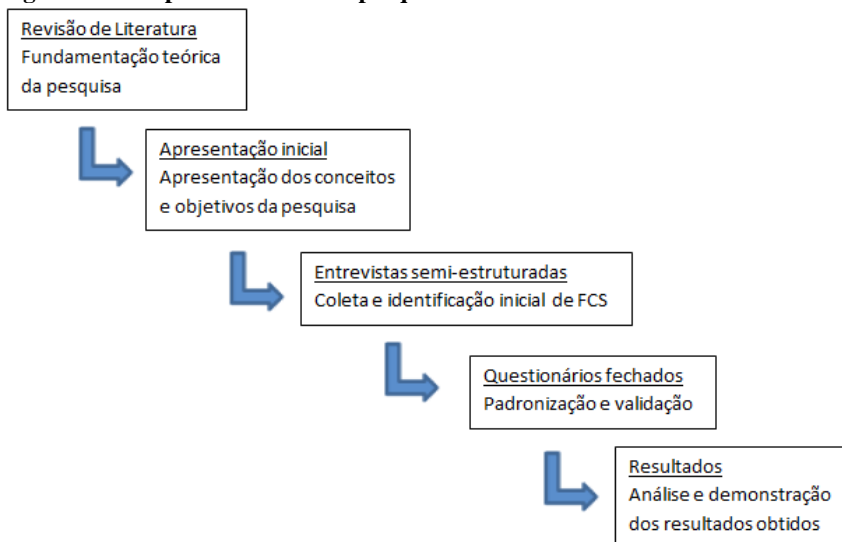 Revisão de Literatura
Fundamentação teórica
da pesquisa
Apresentação inicial
Apresentação dos conceitos
e objetivos da pesquisa
Entrevistas semi-estruturadas
Coleta e identificação inicial de FCS
Questionários fechados
Padronização e validação
Resultados
Análise e demonstração
dos resultados obtidos